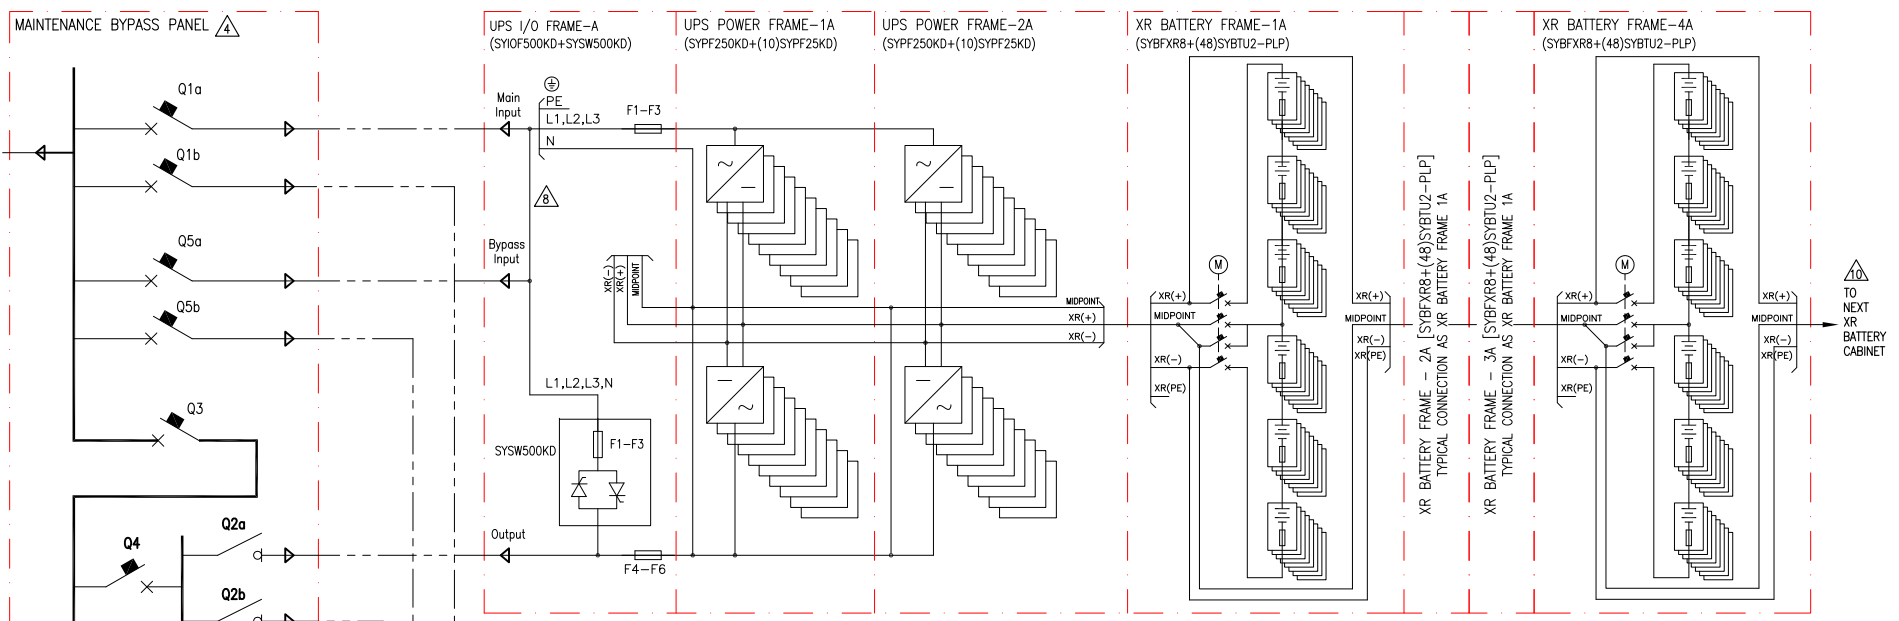 MAINTENANCE BYPASS PANEL
4
Q1a
Q1b
Q5a
Q5b
Q3
Q4
Q2a
Q2b
UPS I/O FRAME-A
(SYIOF500KD+SYSW500KD)
Main
Input
PE
L1,L2,L3
N
F1-F3
8
Bypass
Input
XR(-)
XR(+)
MIDPOINT
L1,L2,L3,N
SYSW500KD
F1-F3
Output
F4-F6
UPS POWER FRAME-1A
(SYPF250KD+(10)SYPF25KD)
UPS POWER FRAME-2A
(SYPF250KD+(10)SYPF25KD)
MIDPOINT
XR(+)
XR(-)
XR BATTERY FRAME-1A
(SYBFXR8+(48)SYBTU2-PLP)
M
XR(+)
MIDPOINT
XR(-)
XR(PE)
XR(+)
MIDPOINT
XR(-)
XR(PE)
XR BATTERY FRAME - 2A [SYBFXR8+(48)SYBTU2-PLP]
TYPICAL CONNECTION AS XR BATTERY FRAME 1A
XR BATTERY FRAME - 3A [SYBFXR8+(48)SYBTU2-PLP]
TYPICAL CONNECTION AS XR BATTERY FRAME 1A
XR BATTERY FRAME-4A
(SYBFXR8+(48)SYBTU2-PLP)
M
XR(+)
MIDPOINT
XR(-)
XR(PE)
XR(+)
MIDPOINT
XR(-)
XR(PE)
10
TO
NEXT
XR
BATTERY
CABINET